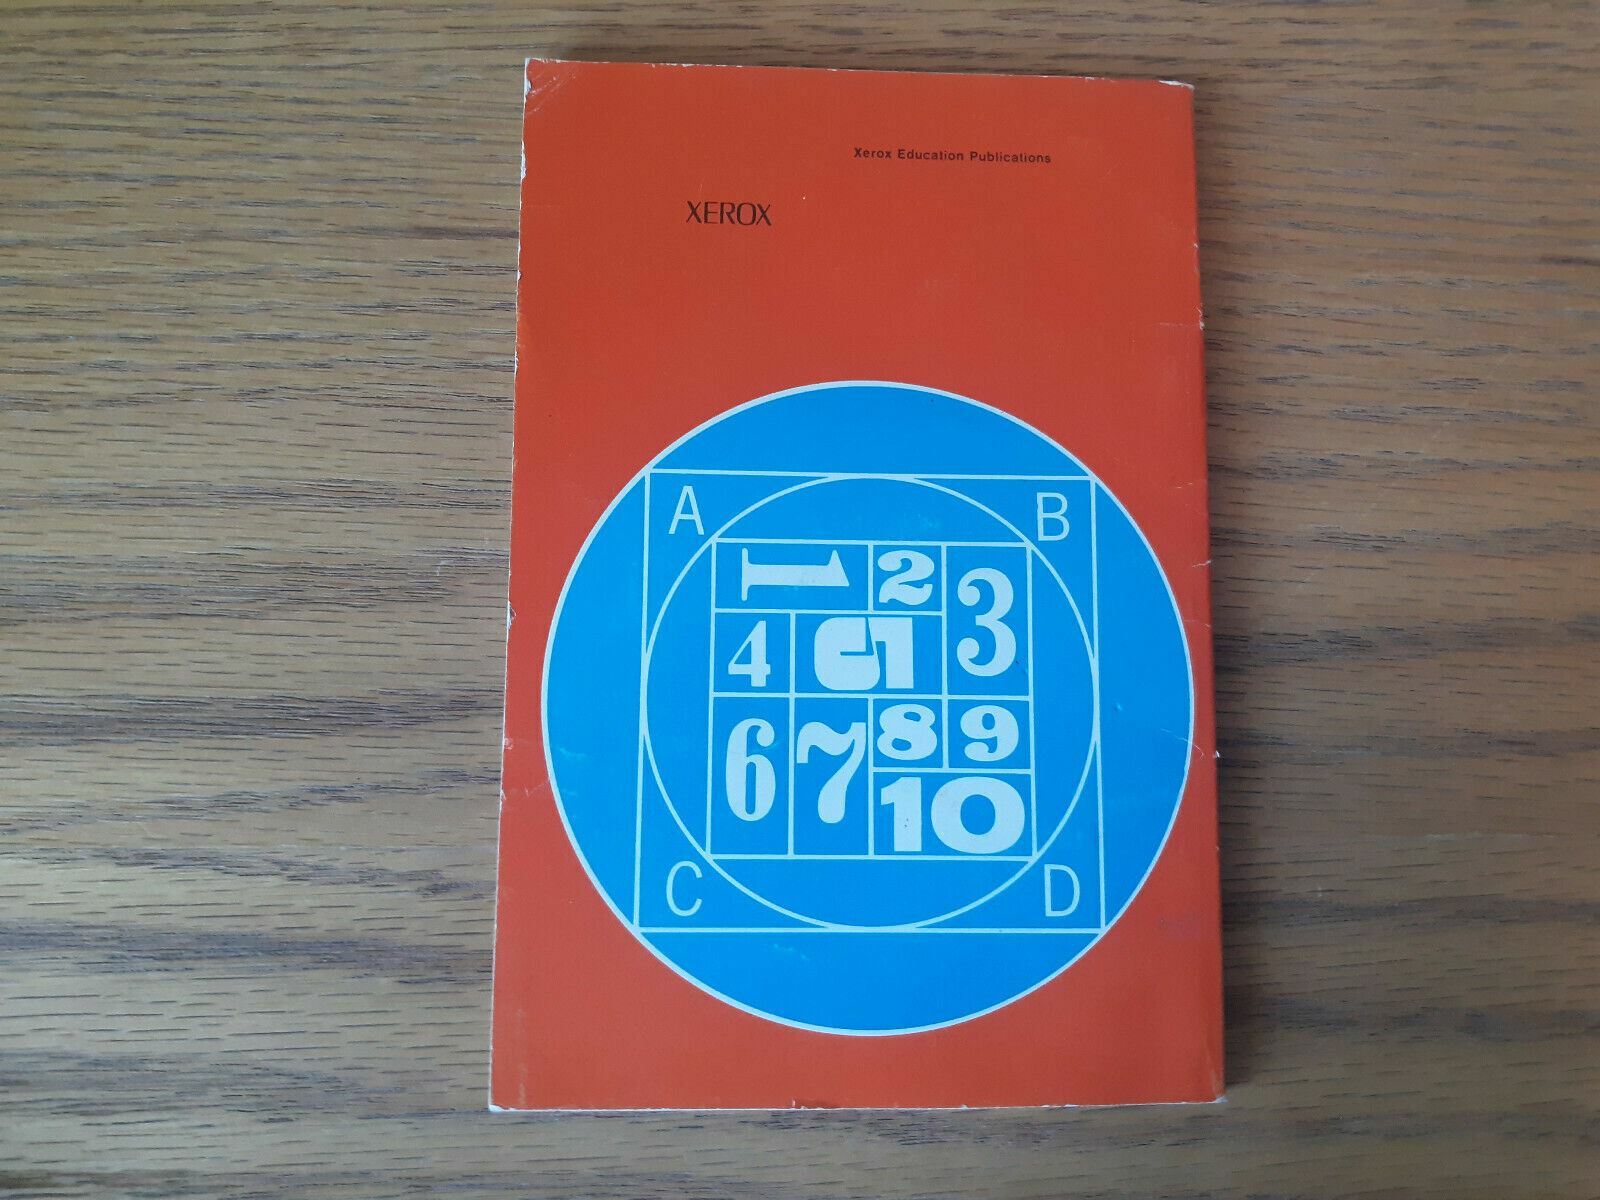 Xerox Education Publications
XEROX
A B
1 2 3
4 5
6 7 8 9
10
C D